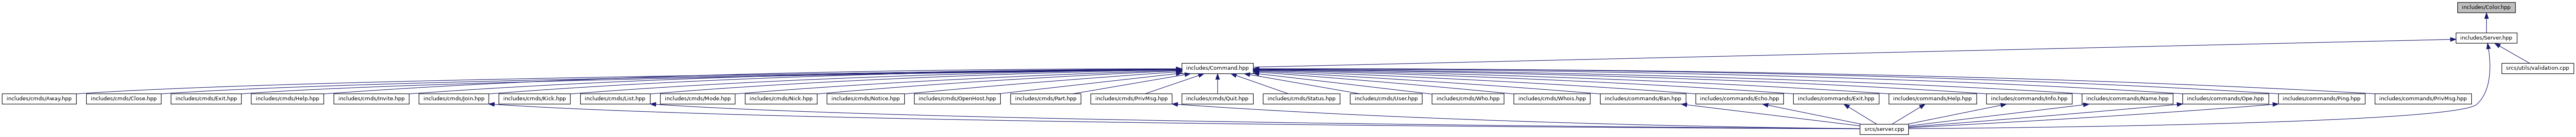 includes/Color.hpp
includes/Server.hpp
includes/Command.hpp
srcs/utils/validation.cpp
includes/cmds/Away.hpp
includes/cmds/Close.hpp
includes/cmds/Exit.hpp
includes/cmds/Help.hpp
includes/cmds/Invite.hpp
includes/cmds/Join.hpp
includes/cmds/Kick.hpp
includes/cmds/List.hpp
includes/cmds/Mode.hpp
includes/cmds/Nick.hpp
includes/cmds/Notice.hpp
includes/cmds/OpenHost.hpp
includes/cmds/Part.hpp
includes/cmds/PrivMsg.hpp
includes/cmds/Quit.hpp
includes/cmds/Status.hpp
includes/cmds/User.hpp
includes/cmds/Who.hpp
includes/cmds/Whois.hpp
includes/commands/Ban.hpp
includes/commands/Echo.hpp
includes/commands/Exit.hpp
includes/commands/Help.hpp
includes/commands/Info.hpp
includes/commands/Name.hpp
includes/commands/Ope.hpp
includes/commands/Ping.hpp
includes/commands/PrivMsg.hpp
srcs/server.cpp